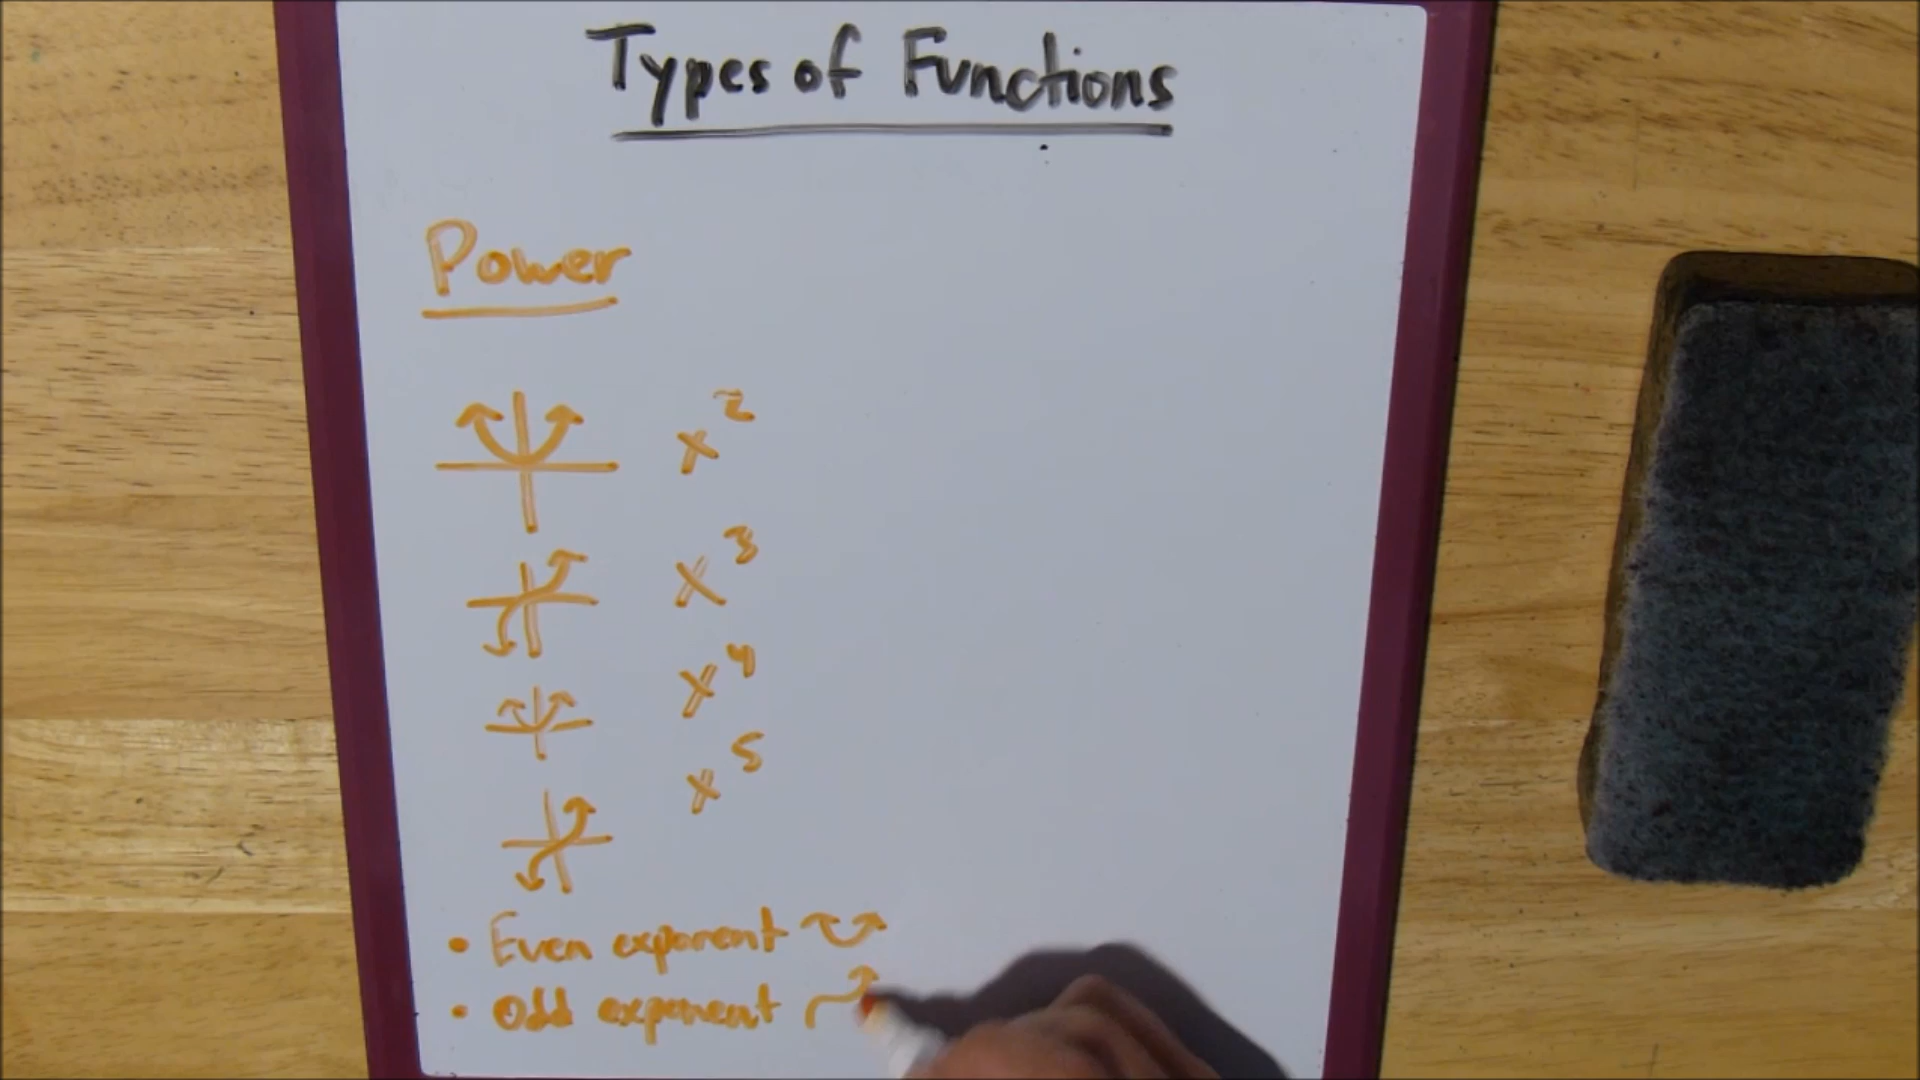 Types of Functions
Power
x²
x³
x⁴
x⁵
• Even exponent
• Odd exponent